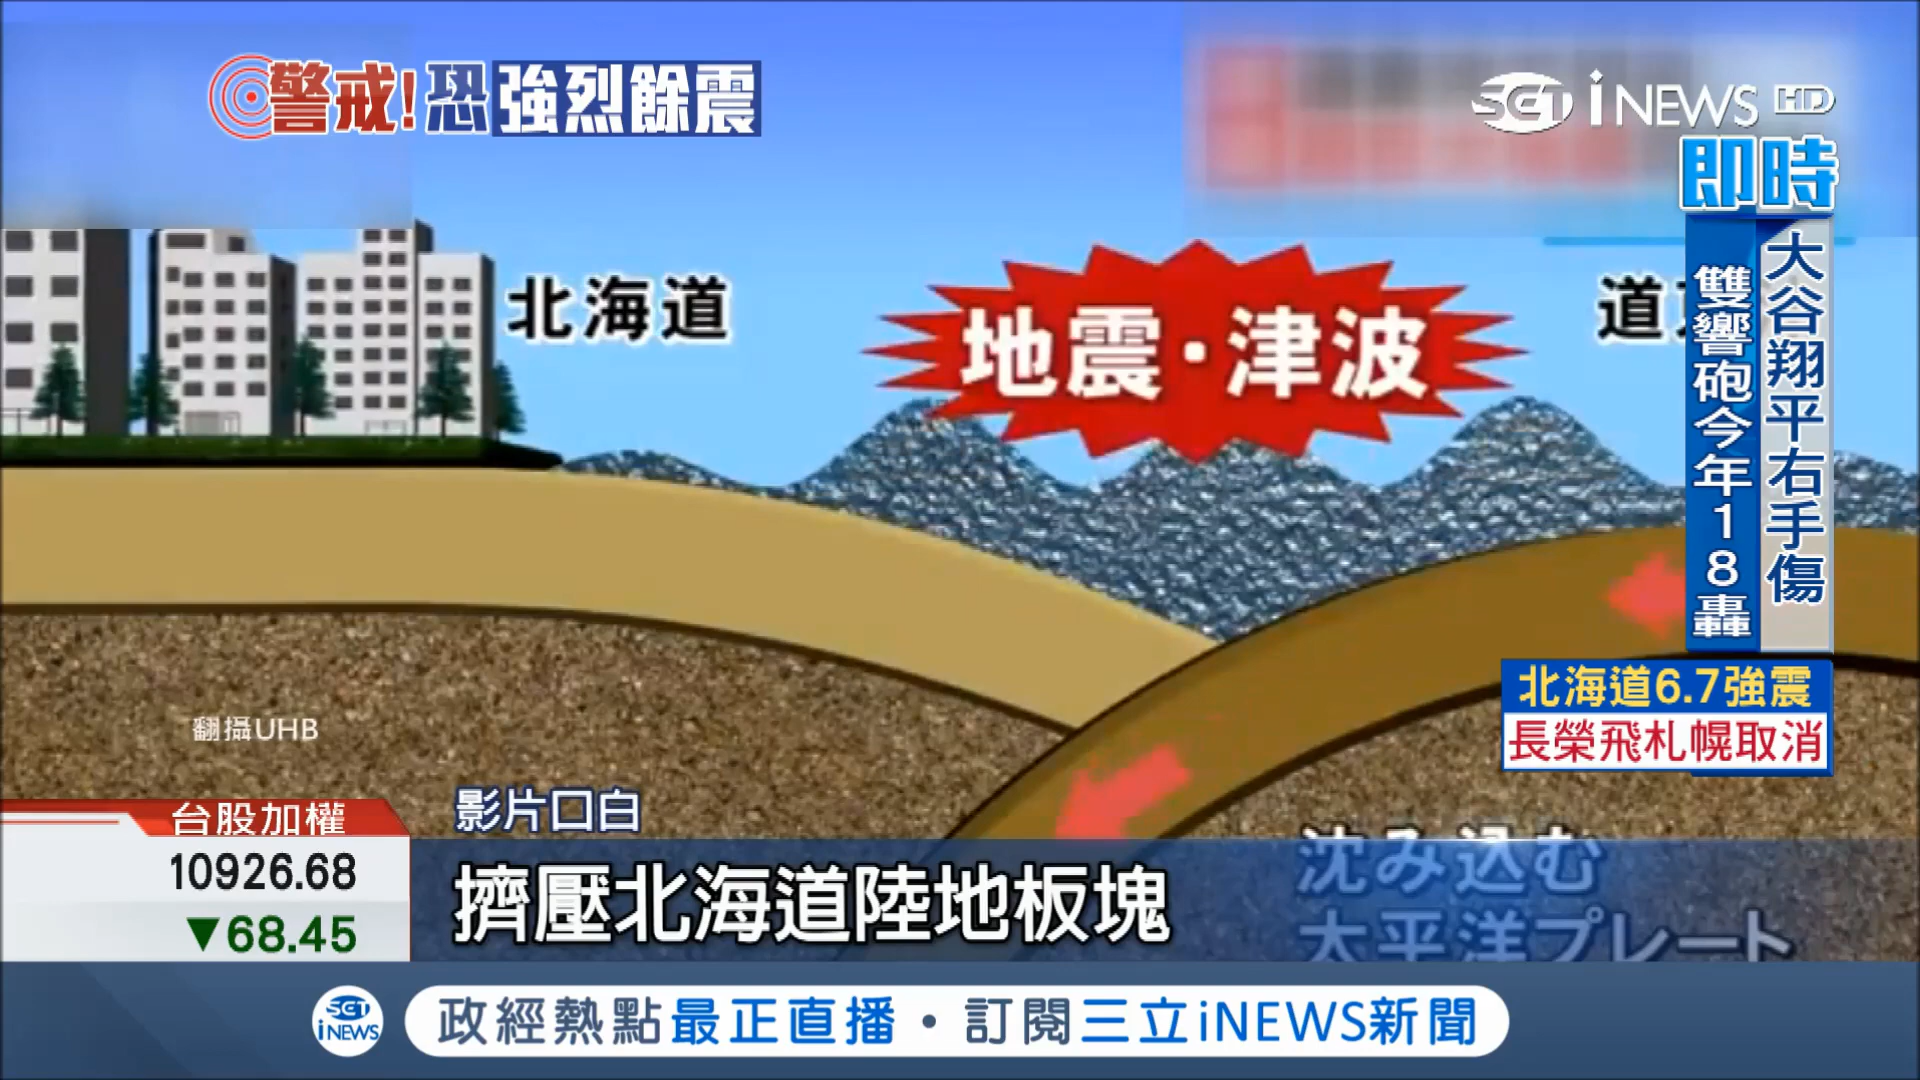 警戒!恐強烈餘震
SET iNEWS HD
即時
大谷翔平右手傷
雙響砲今年18轟
北海道
地震・津波
道
北海道6.7強震
長榮飛札幌取消
翻攝UHB
影片口白
台股加權
10926.68
▼68.45
擠壓北海道陸地板塊
沈み込む
太平洋プレート
SET iNEWS
政經熱點最正直播・訂閱三立iNEWS新聞